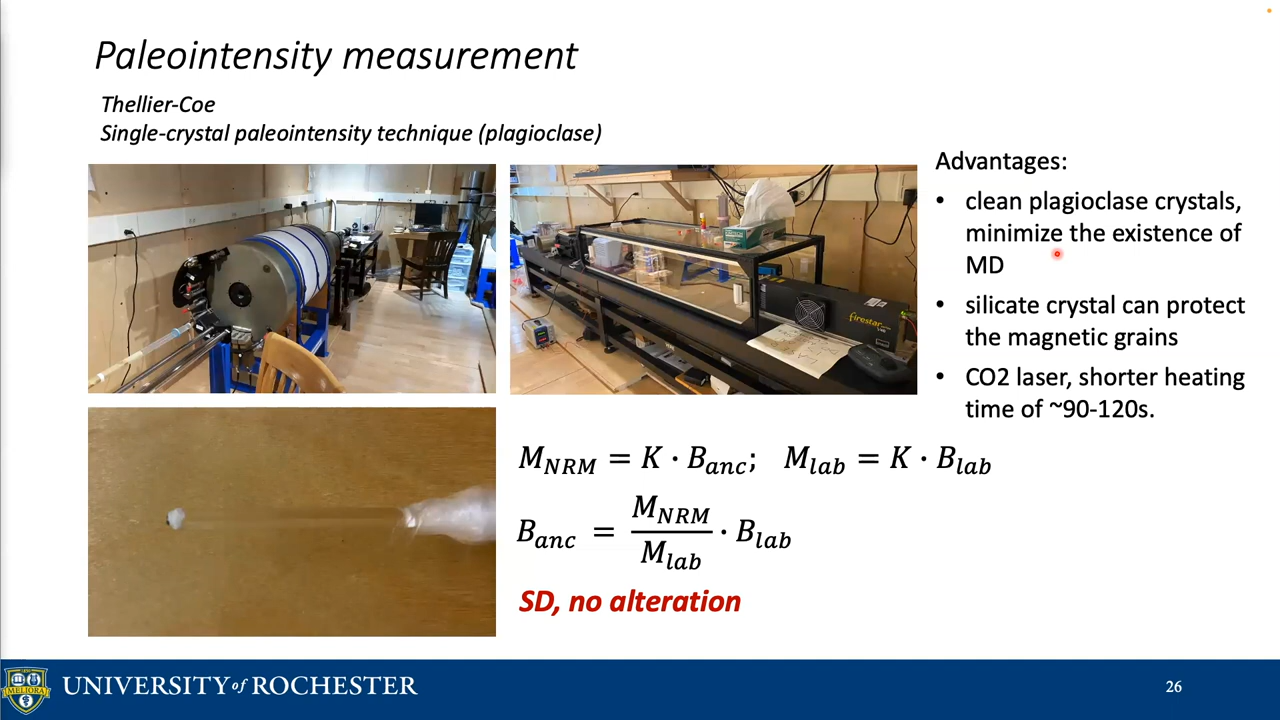 Paleointensity measurement
Thellier-Coe
Single-crystal paleointensity technique (plagioclase)
Advantages:
• clean plagioclase crystals,
minimize the existence of
MD
• silicate crystal can protect
the magnetic grains
• CO2 laser, shorter heating
time of ~90-120s.
firestar
M_NRM = K · B_anc; M_lab = K · B_lab
B_anc = M_NRM / M_lab · B_lab
SD, no alteration
MELIORA
UNIVERSITY of ROCHESTER
26